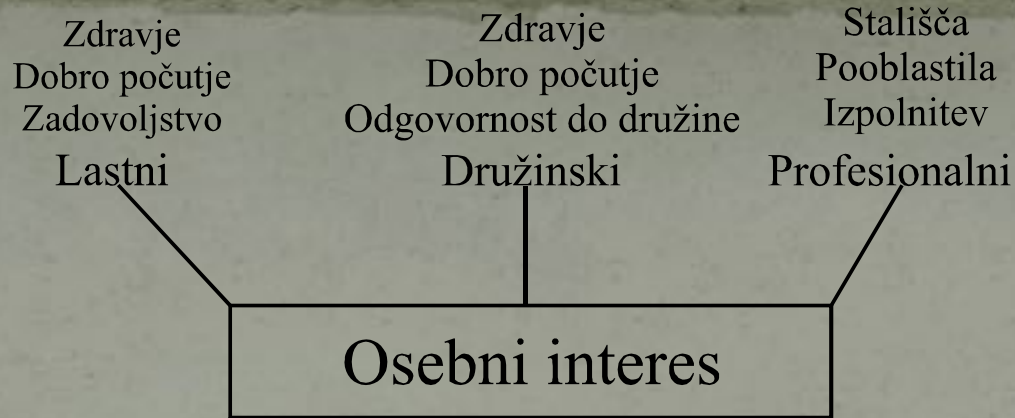 Zdravje
Dobro počutje
Zadovoljstvo
Lastni
Zdravje
Dobro počutje
Odgovornost do družine
Družinski
Stališča
Pooblastila
Izpolnitev
Profesionalni
Osebni interes